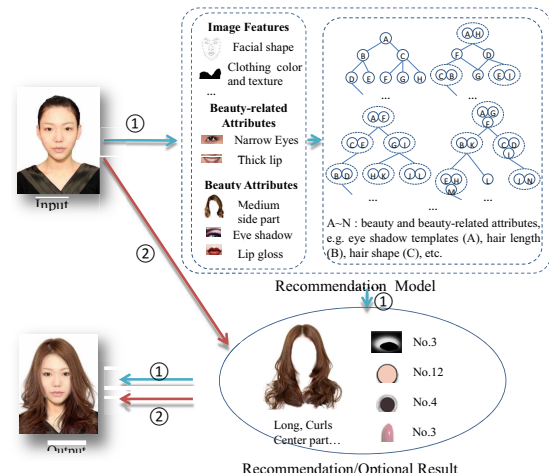 Image Features
Facial shape
Clothing color
and texture
...
Beauty-related
Attributes
Narrow Eyes
Thick lip
Beauty Attributes
Medium
side part
Eye shadow
Lip gloss
A
B C
D E F G H
...
A H
F D
C B G E I
...
A F
C E G I
B D H K J L
...
A G
F
B K C D
I
F H
M L J N
... ...
A~N : beauty and beauty-related attributes,
e.g. eye shadow templates (A), hair length
(B), hair shape (C), etc.
①
Input
②
Recommendation Model
①
No.3
No.12
No.4
No.3
Long, Curls
Center part...
①
②
Output
Recommendation/Optional Result